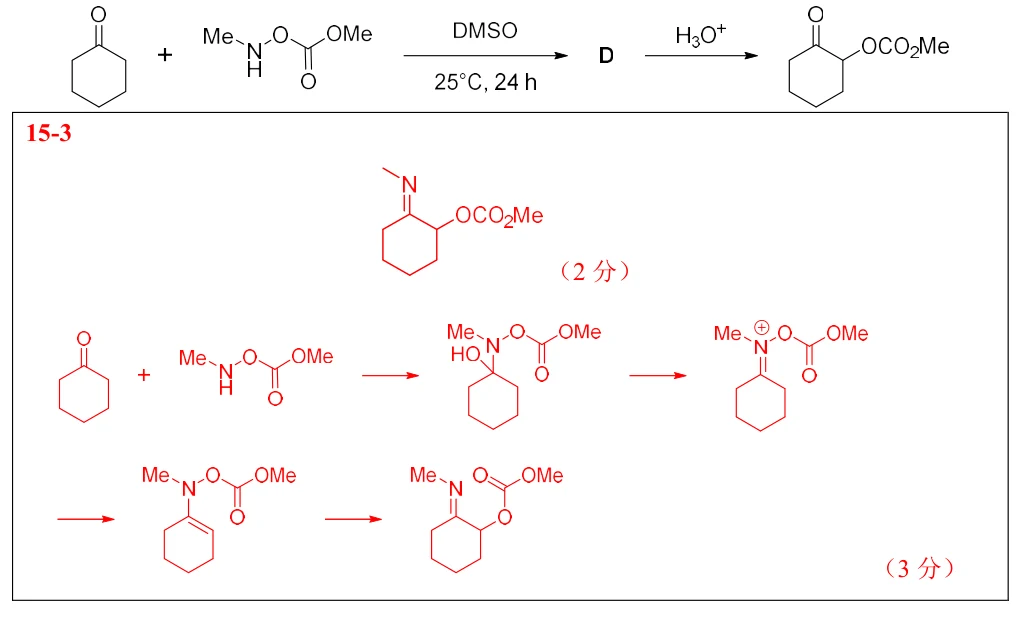 O
Me N H O O OMe
+
DMSO
25°C, 24 h
D
H3O+
O OCO2Me
15-3
N OCO2Me
(2 分)
O
+
Me N H O O OMe
Me N O OMe HO O
Me N ⊕ O OMe O
Me N O OMe O
Me N O OMe O
(3 分)